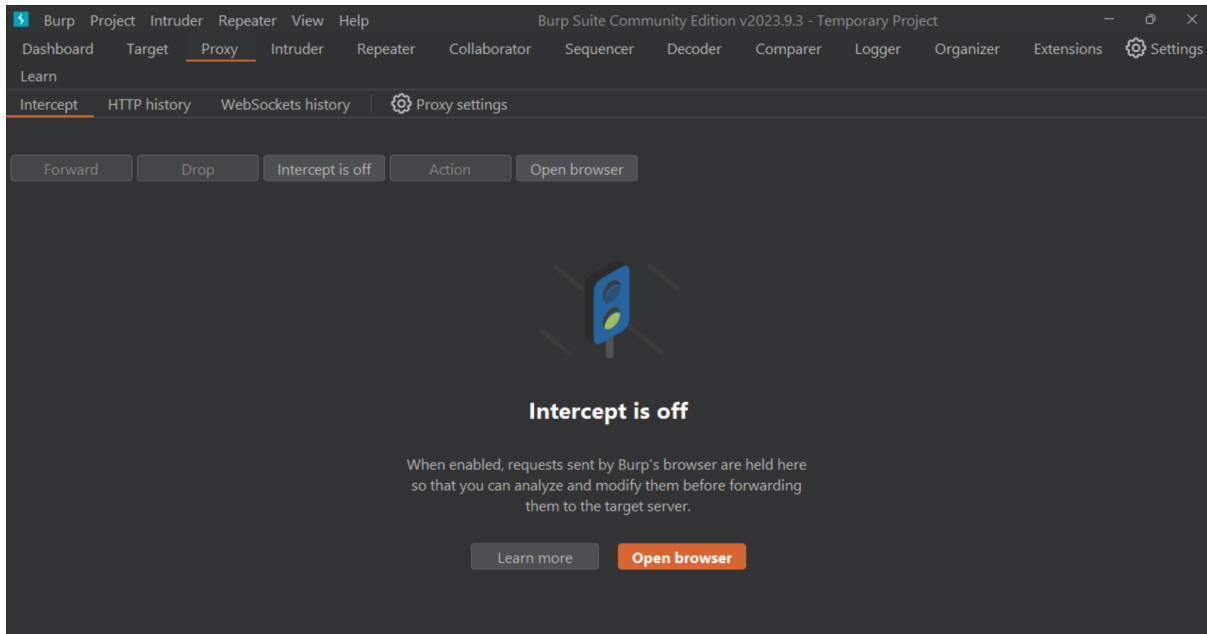 Burp Project Intruder Repeater View Help Burp Suite Community Edition v2023.9.3 - Temporary Project
Dashboard Target Proxy Intruder Repeater Collaborator Sequencer Decoder Comparer Logger Organizer Extensions Settings
Learn
Intercept HTTP history WebSockets history Proxy settings
Forward Drop Intercept is off Action Open browser
Intercept is off
When enabled, requests sent by Burp's browser are held here
so that you can analyze and modify them before forwarding
them to the target server.
Learn more Open browser